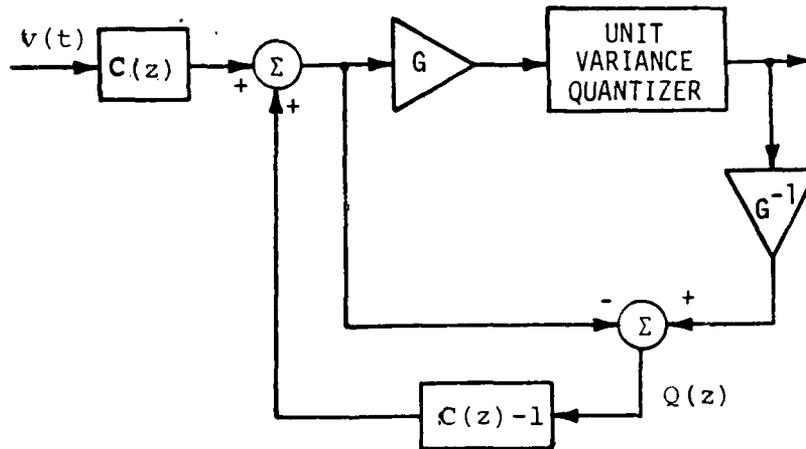 v(t)
C(z)
+
Σ
+
G
UNIT
VARIANCE
QUANTIZER
G-1
-
+
Σ
Q(z)
C(z)-1